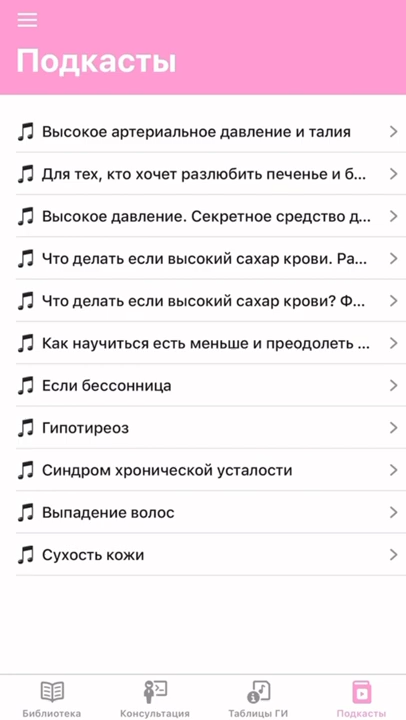 Подкасты
Высокое артериальное давление и талия
Для тех, кто хочет разлюбить печенье и б...
Высокое давление. Секретное средство д...
Что делать если высокий сахар крови. Ра...
Что делать если высокий сахар крови? Ф...
Как научиться есть меньше и преодолеть ...
Если бессонница
Гипотиреоз
Синдром хронической усталости
Выпадение волос
Сухость кожи
Библиотека Консультация Таблицы ГИ Подкасты